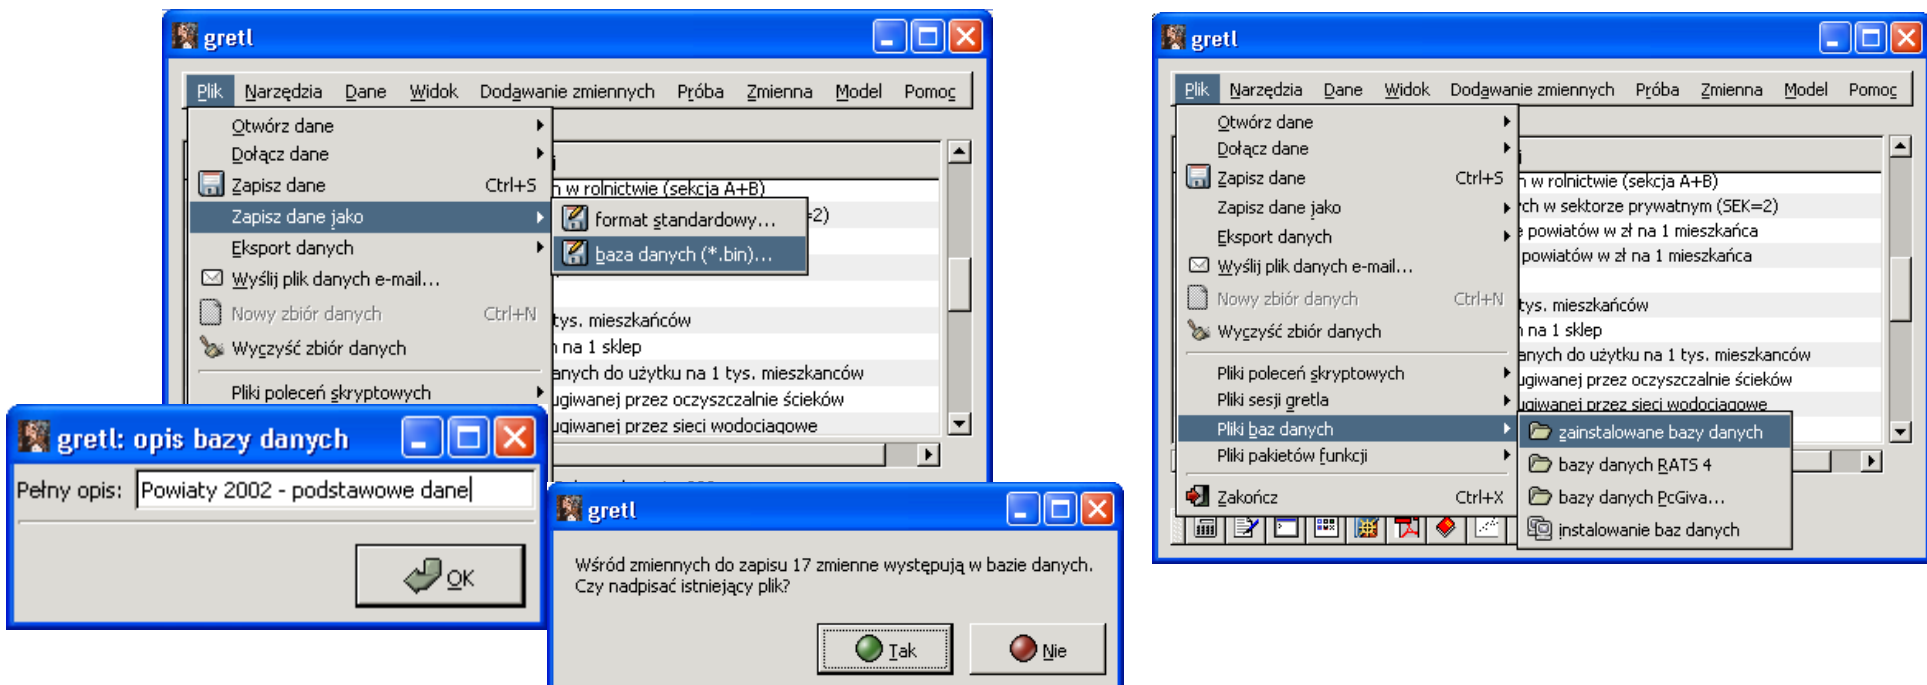 gretl
Plik Narzędzia Dane Widok Dodawanie zmiennych Próba Zmienna Model Pomoc
Otwórz dane
Dołącz dane
Zapisz dane Ctrl+S
Zapisz dane jako
Eksport danych
Wyślij plik danych e-mail...
Nowy zbiór danych Ctrl+N
Wyczyść zbiór danych
Pliki poleceń skryptowych
format standardowy...
baza danych (*.bin)...
w rolnictwie (sekcja A+B)
=2)
tys. mieszkańców
na 1 sklep
anych do użytku na 1 tys. mieszkanców
ugiwanej przez oczyszczalnie ścieków
ugiwanej przez sieci wodociagowe
gretl: opis bazy danych
Pełny opis: Powiaty 2002 - podstawowe dane
OK
gretl
Wśród zmiennych do zapisu 17 zmienne występują w bazie danych.
Czy nadpisać istniejący plik?
Tak Nie
gretl
Plik Narzędzia Dane Widok Dodawanie zmiennych Próba Zmienna Model Pomoc
Otwórz dane
Dołącz dane
Zapisz dane Ctrl+S
Zapisz dane jako
Eksport danych
Wyślij plik danych e-mail...
Nowy zbiór danych Ctrl+N
Wyczyść zbiór danych
Pliki poleceń skryptowych
Pliki sesji gretla
Pliki baz danych
Pliki pakietów funkcji
Zakończ Ctrl+X
w rolnictwie (sekcja A+B)
ych w sektorze prywatnym (SEK=2)
e powiatów w zł na 1 mieszkańca
powiatów w zł na 1 mieszkańca
tys. mieszkańców
na 1 sklep
anych do użytku na 1 tys. mieszkanców
ugiwanej przez oczyszczalnie ścieków
ugiwanej przez sieci wodociagowe
zainstalowane bazy danych
bazy danych RATS 4
bazy danych PcGiva...
instalowanie baz danych